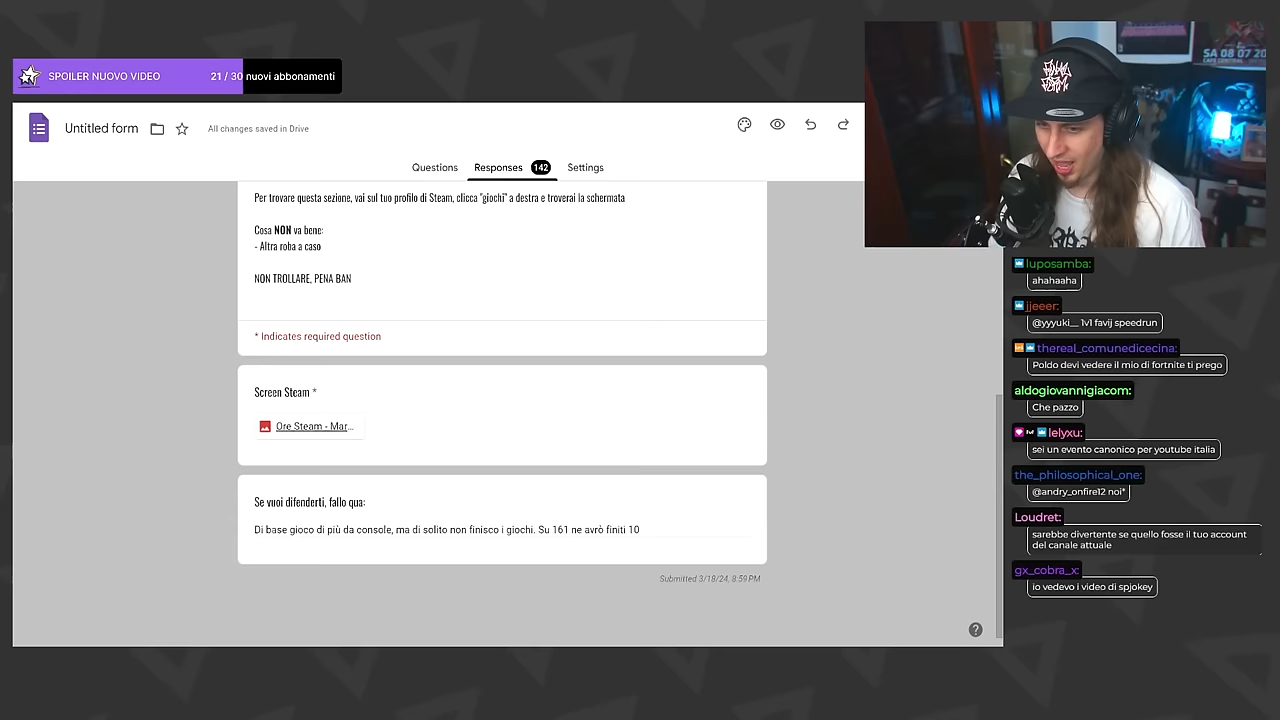 SPOILER NUOVO VIDEO 21 / 30 nuovi abbonamenti
SA 08 07 20
Untitled form
All changes saved in Drive
Questions Responses 142 Settings
Per trovare questa sezione, vai sul tuo profilo di Steam, clicca "giochi" a destra e troverai la schermata
Cosa NON va bene:
- Altra roba a caso
NON TROLLARE, PENA BAN
* Indicates required question
Screen Steam *
Ore Steam - Mar...
Se vuoi difenderti, fallo qua:
Di base gioco di più da console, ma di solito non finisco i giochi. Su 161 ne avrò finiti 10
Submitted 3/18/24, 8:59 PM
luposamba:
ahahaaha
jjeeer:
@yyyuki__ 1v1 favij speedrun
thereal_comunedicecina:
Poldo devi vedere il mio di fortnite ti prego
aldogiovannigiacom:
Che pazzo
lelyxu:
sei un evento canonico per youtube italia
the_philosophical_one:
@andry_onfire12 noi*
Loudret:
sarebbe divertente se quello fosse il tuo account
del canale attuale
gx_cobra_x:
io vedevo i video di spjokey